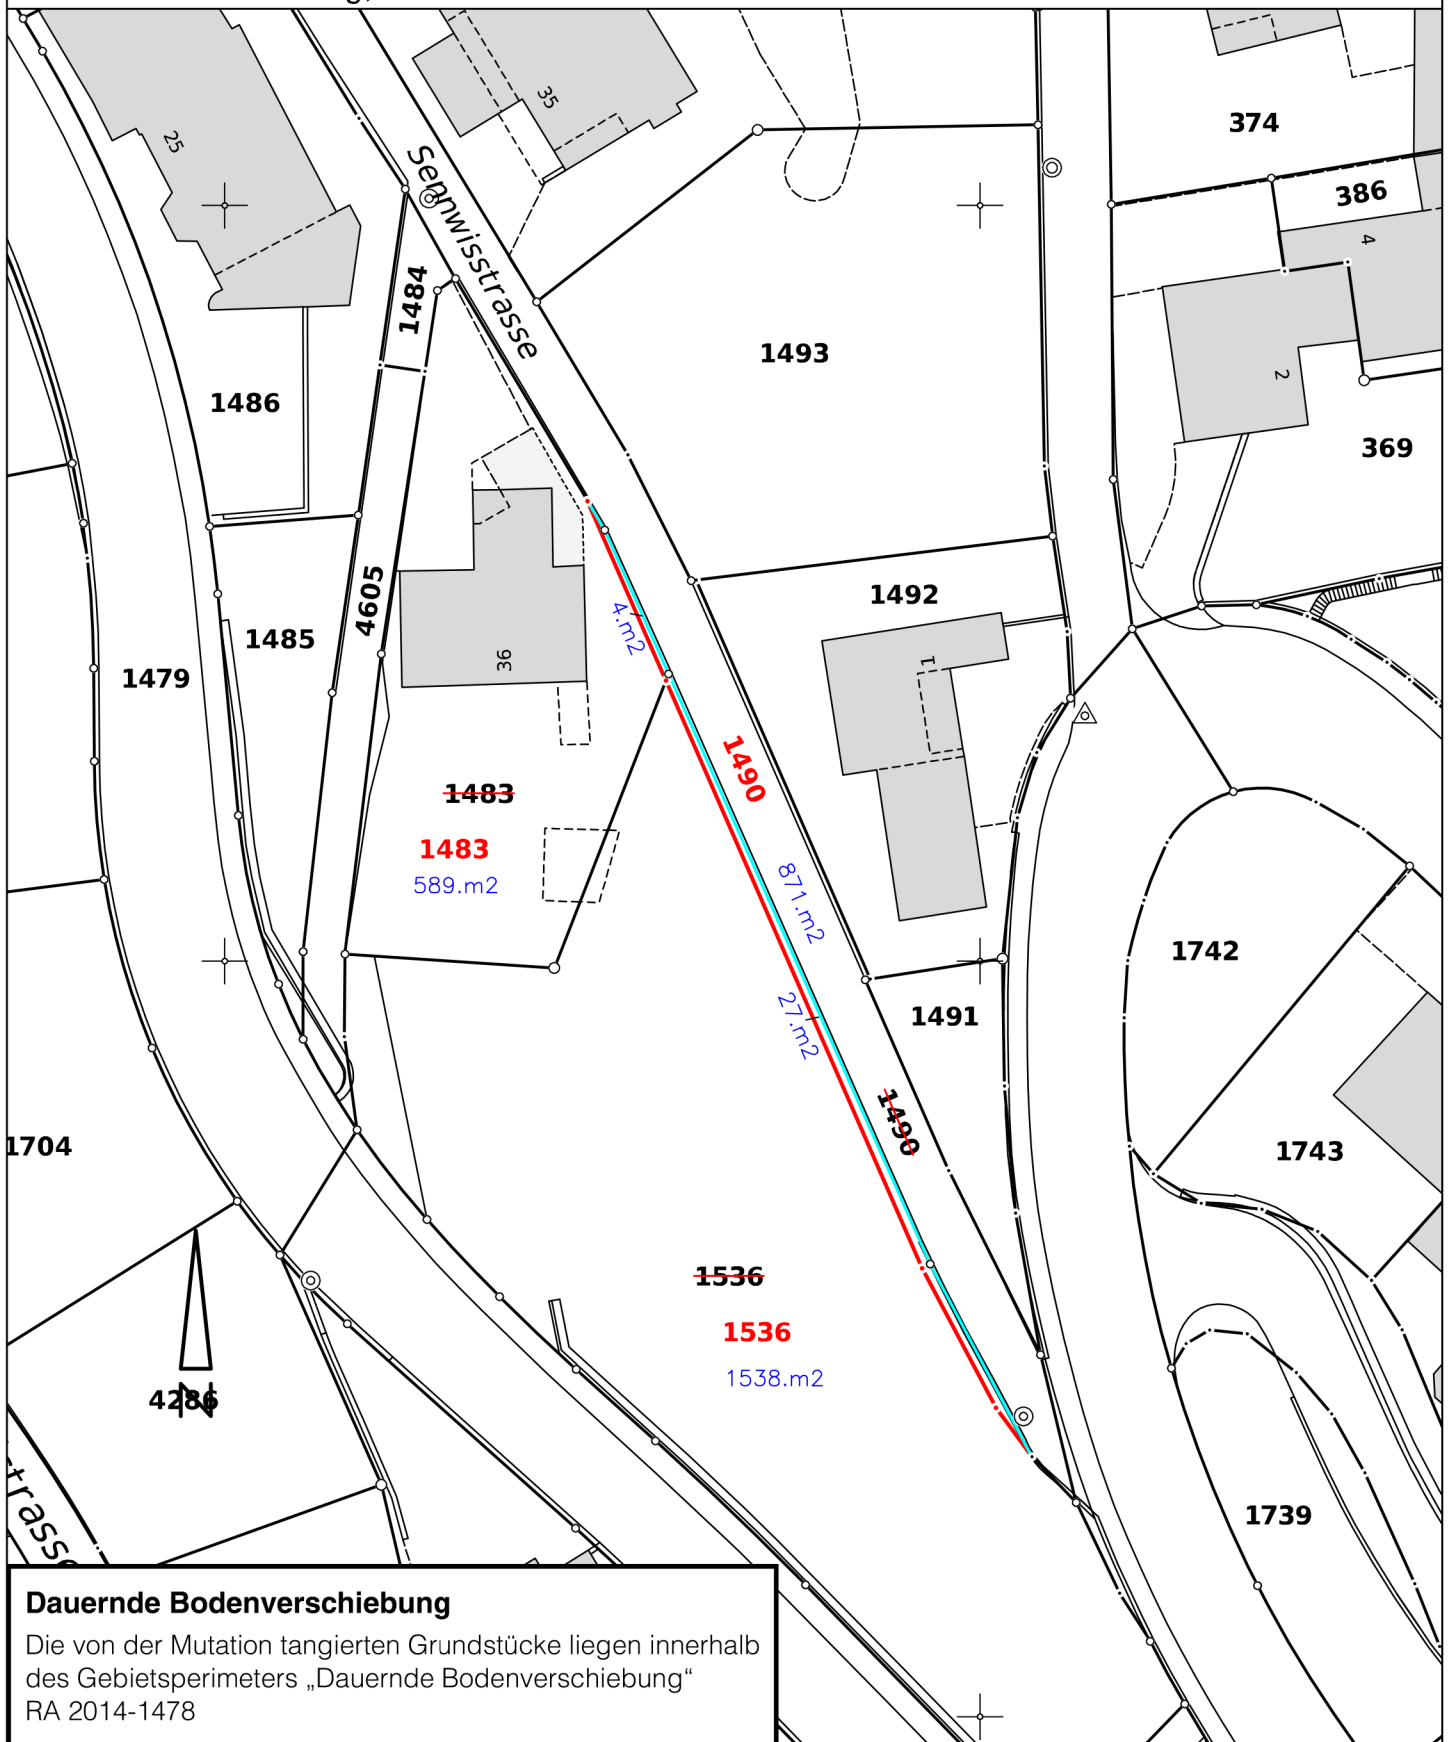 25
35
374
386
4
Sennwisstrasse
1484
1493
2
1486
369
1492
4605
4.m2
1485
36
1
1479
1490
1483
1483
589.m2
871.m2
1742
27.m2
1491
1490
1704
1743
1536
1536
1538.m2
4286
N
1739
trasse
Dauernde Bodenverschiebung
Die von der Mutation tangierten Grundstücke liegen innerhalb
des Gebietsperimeters „Dauernde Bodenverschiebung“
RA 2014-1478